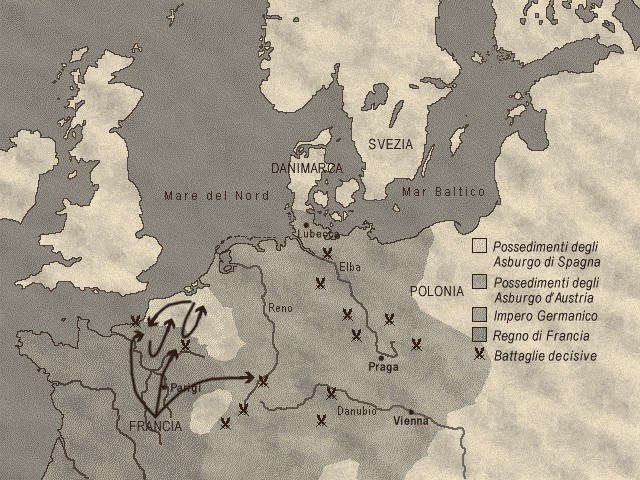 SVEZIA
DANIMARCA
Mare del Nord
Mar Baltico
Lubecca
Elba
Possedimenti degli
Asburgo di Spagna
Possedimenti degli
Asburgo d'Austria
POLONIA
Reno
Impero Germanico
Regno di Francia
Battaglie decisive
Praga
Parigi
Danubio
FRANCIA
Vienna